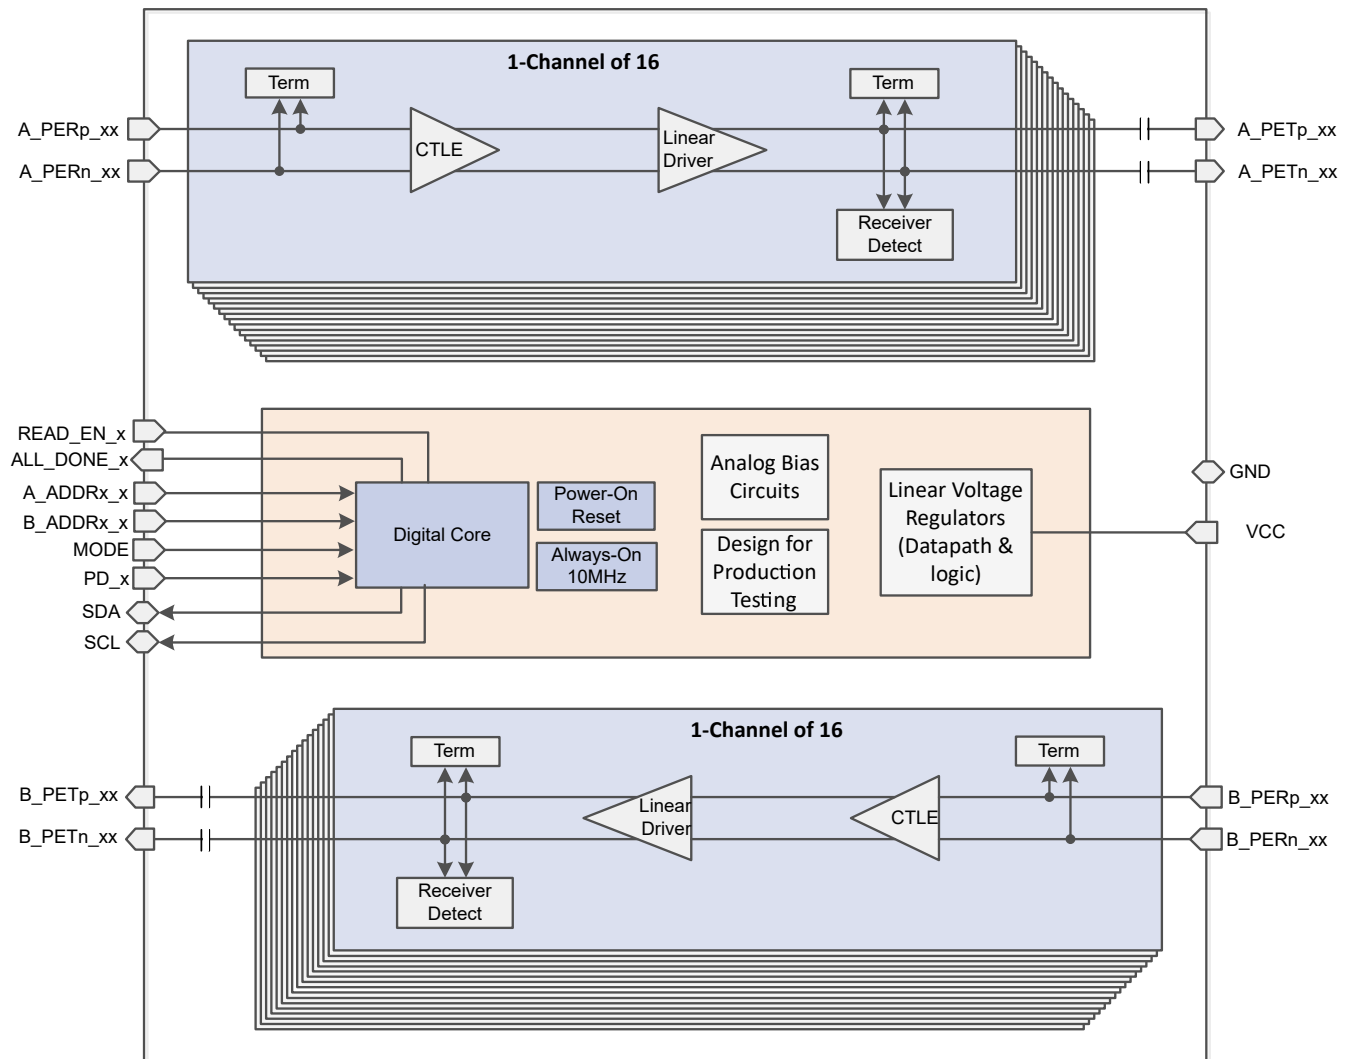 1-Channel of 16
Term
Term
A_PERp_xx
A_PETp_xx
CTLE
Linear
Driver
A_PERn_xx
A_PETn_xx
Receiver
Detect
READ_EN_x
ALL_DONE_x
A_ADDRx_x
B_ADDRx_x
MODE
PD_x
SDA
SCL
Digital Core
Power-On
Reset
Always-On
10MHz
Analog Bias
Circuits
Design for
Production
Testing
Linear Voltage
Regulators
(Datapath &
logic)
GND
VCC
1-Channel of 16
Term
Term
B_PETp_xx
B_PERp_xx
Linear
Driver
CTLE
B_PETn_xx
B_PERn_xx
Receiver
Detect